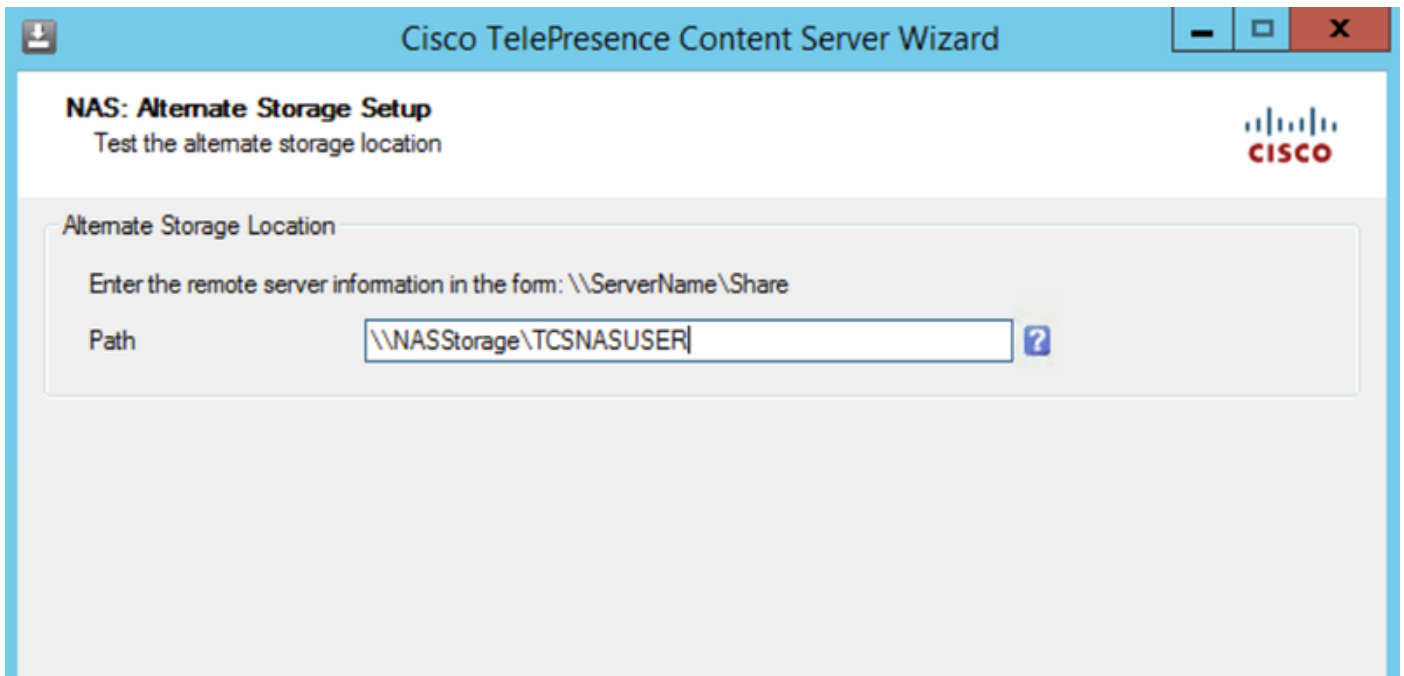 Cisco TelePresence Content Server Wizard
NAS: Alternate Storage Setup
Test the alternate storage location
CISCO
Alternate Storage Location
Enter the remote server information in the form: \\ServerName\Share
Path
\\NASStorage\TCSNASUSER
?